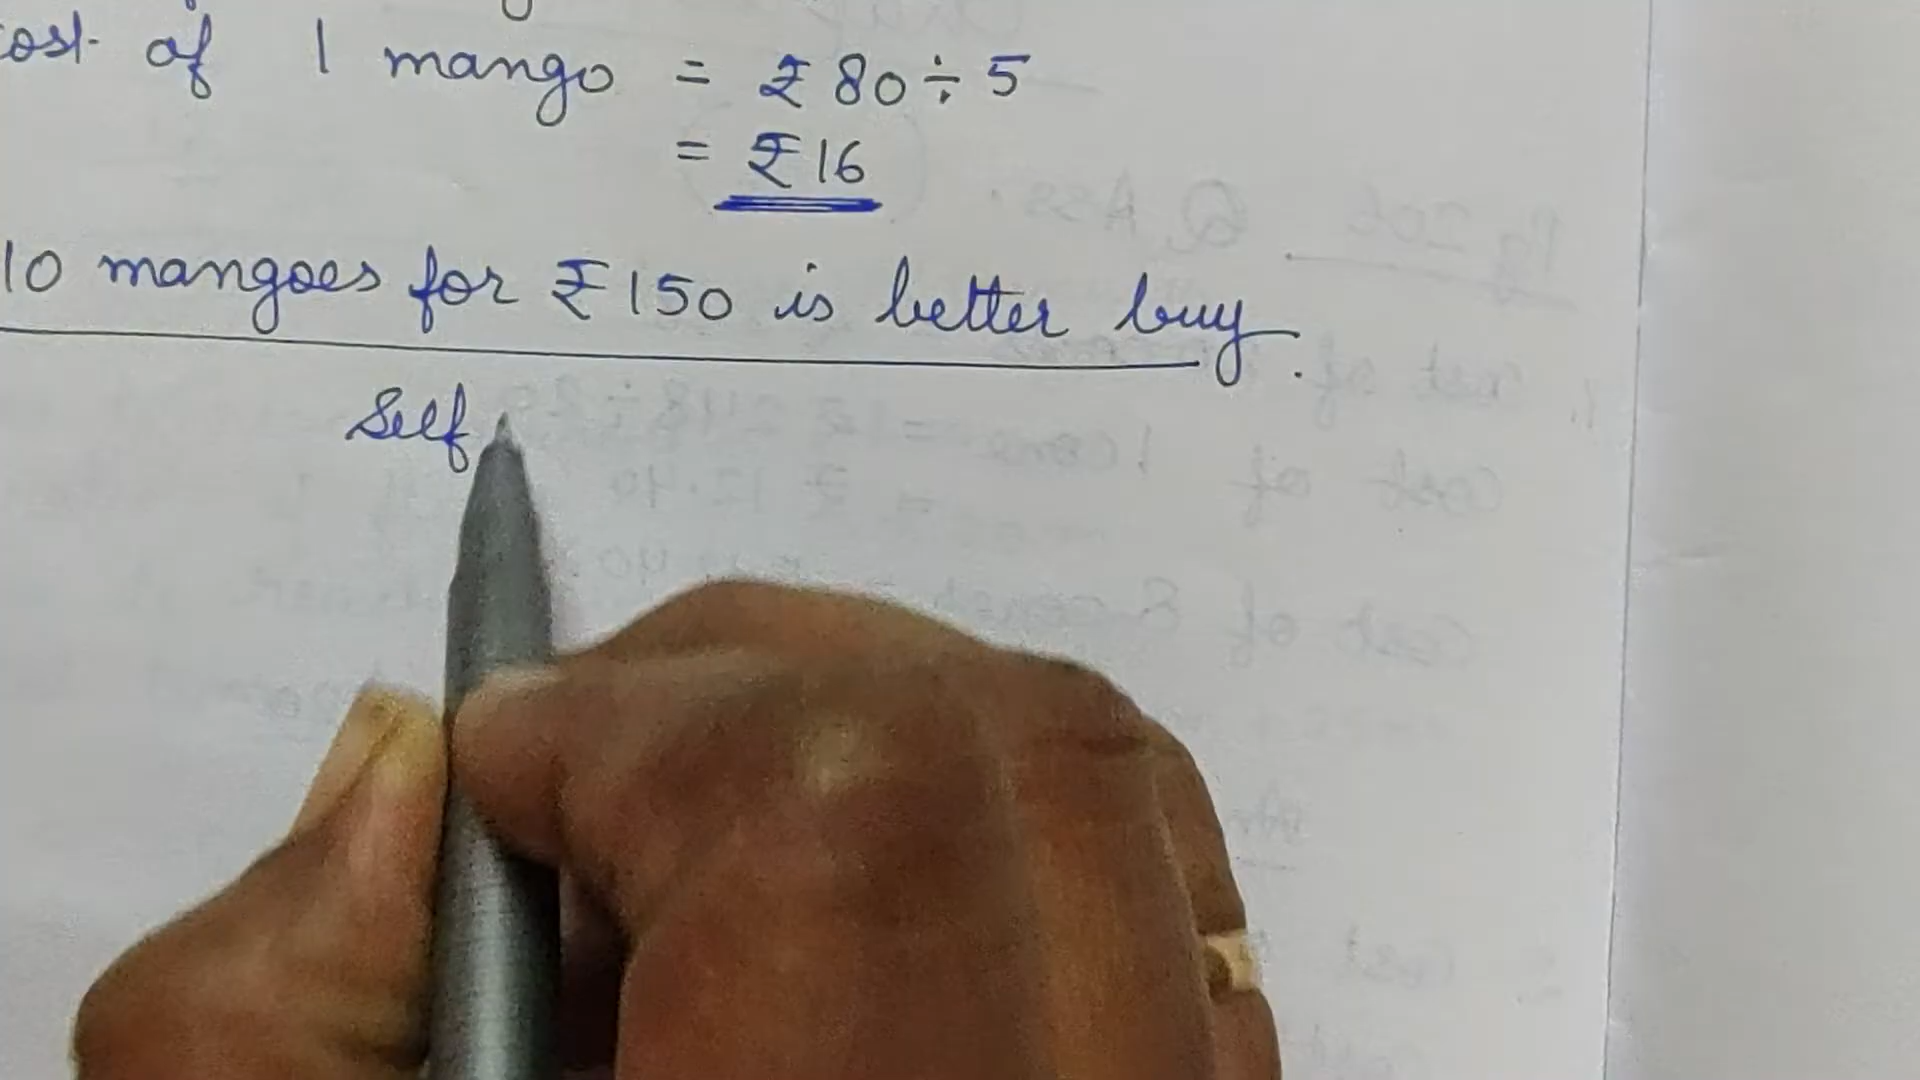 cost of 1 mango = ₹ 80 ÷ 5
= ₹ 16
10 mangoes for ₹ 150 is better buy.
Self